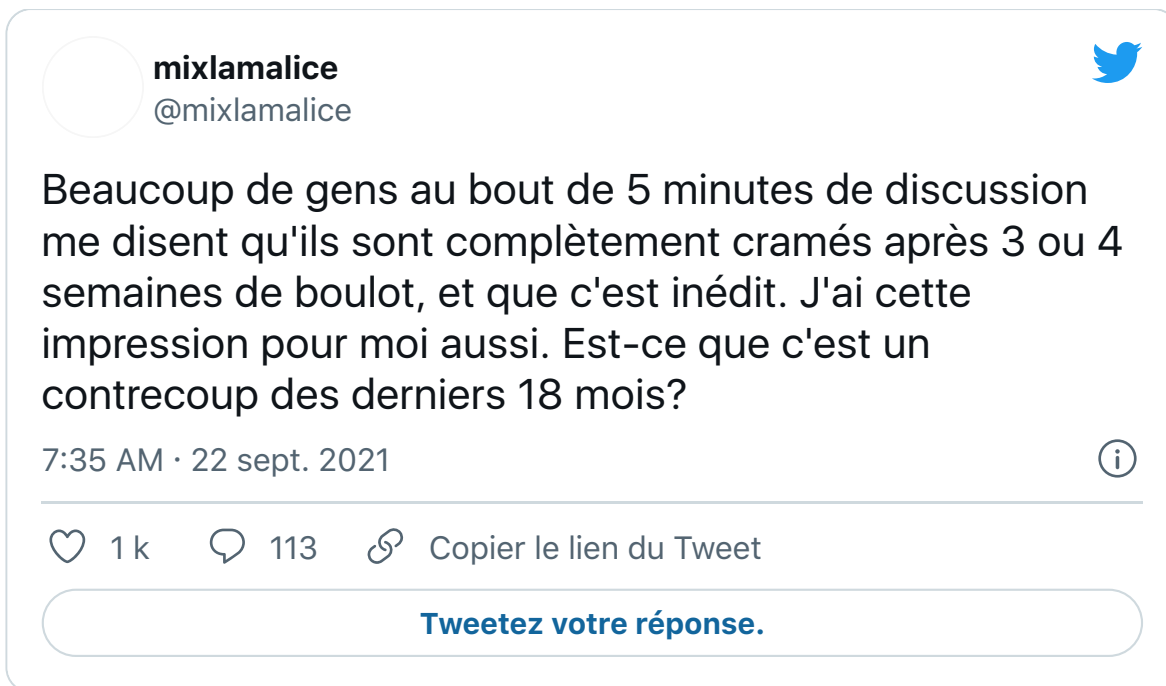 mixlamalice
@mixlamalice
Beaucoup de gens au bout de 5 minutes de discussion
me disent qu'ils sont complètement cramés après 3 ou 4
semaines de boulot, et que c'est inédit. J'ai cette
impression pour moi aussi. Est-ce que c'est un
contrecoup des derniers 18 mois?
7:35 AM · 22 sept. 2021
1 k 113 Copier le lien du Tweet
Tweetez votre réponse.